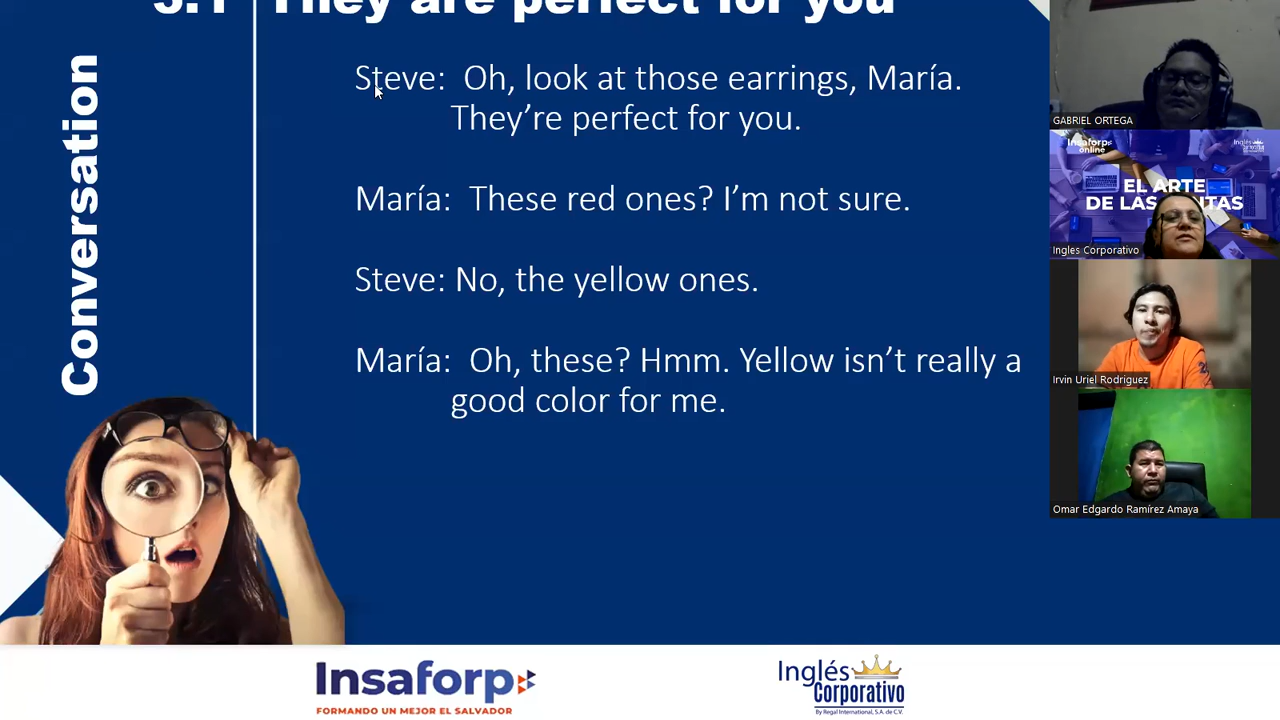 They are perfect for you
Conversation
Steve: Oh, look at those earrings, María.
They're perfect for you.
María: These red ones? I'm not sure.
Steve: No, the yellow ones.
María: Oh, these? Hmm. Yellow isn't really a
good color for me.
Insaforp
FORMANDO UN MEJOR EL SALVADOR
Inglés
Corporativo
By Regal International, S.A. de C.V.
GABRIEL ORTEGA
Insaforp
online
EL ARTE
DE LAS
Ingles Corporativo
Irvin Uriel Rodriguez
Omar Edgardo Ramírez Amaya